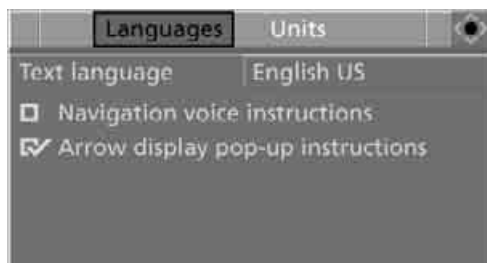 Languages Units
Text language English US
Navigation voice instructions
Arrow display pop-up instructions